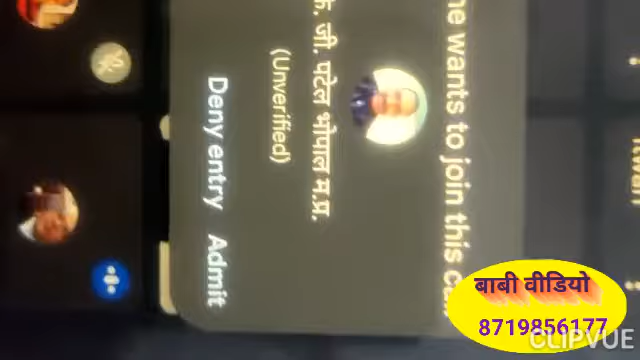 ne wants to join this c
जी. पटेल भोपाल म.प्र.
(Unverified)
Deny entry Admit
बाबी वीडियो
8719856177
CLIPVUE